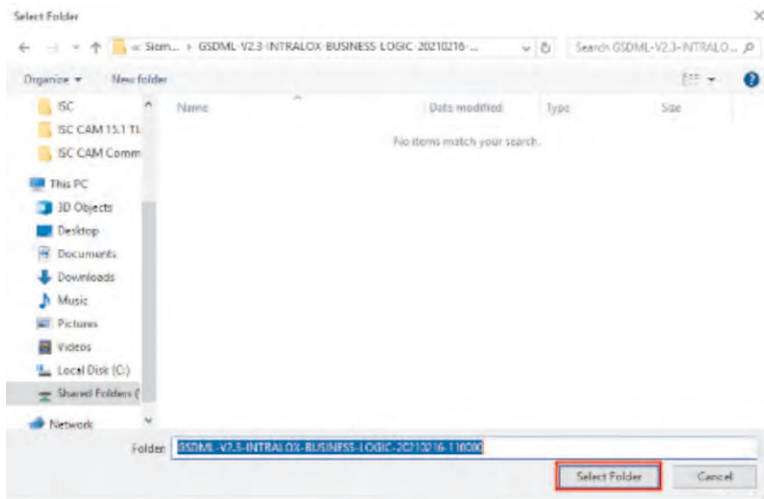 Select Folder
« Siem... › GSDML-V2.3-INTRALOX-BUSINESS-LOGIC-20210216-...
Search GSDML-V2.3-INTRALO...
Organize
New folder
Name
Date modified
Type
Size
No items match your search.
ISC
ISC CAM 15.1 TI
ISC CAM Comm
This PC
3D Objects
Desktop
Documents
Downloads
Music
Pictures
Videos
Local Disk (C:)
Shared Folders (
Network
Folder: GSDML-V2.3-INTRALOX-BUSINESS-LOGIC-20210216-110000
Select Folder
Cancel